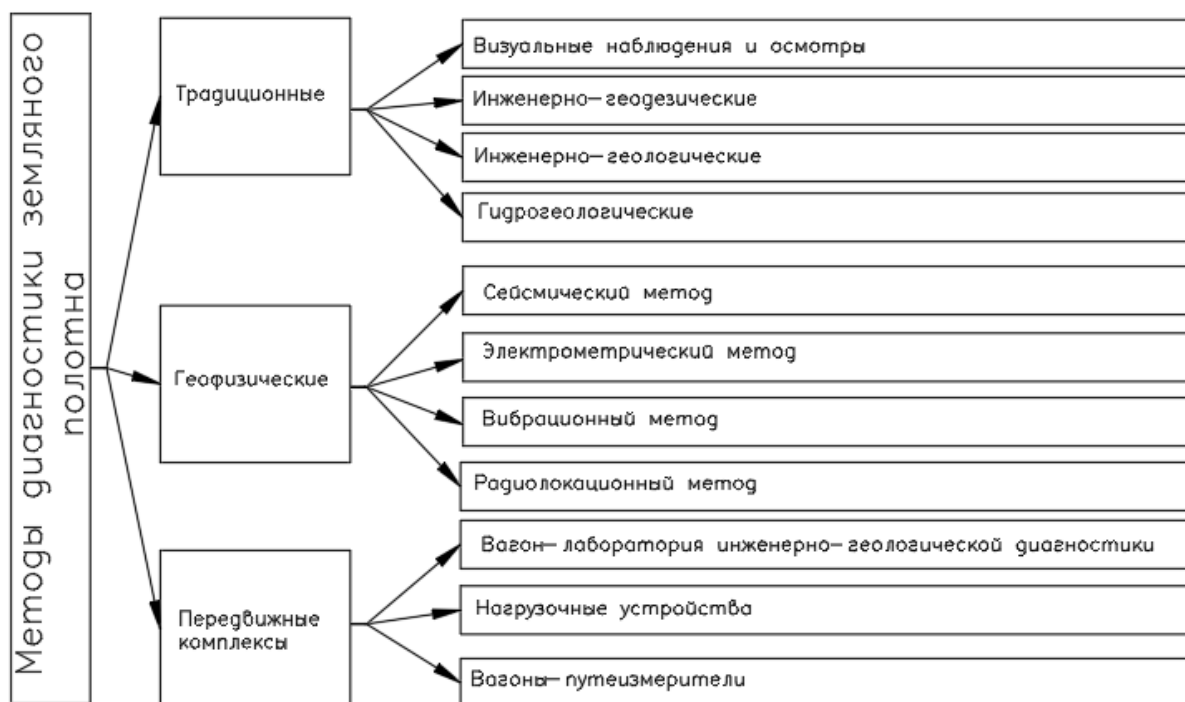 Методы диагностики земляного
полотна
Традиционные
Визуальные наблюдения и осмотры
Инженерно-геодезические
Инженерно-геологические
Гидрогеологические
Геофизические
Сейсмический метод
Электрометрический метод
Вибрационный метод
Радиолокационный метод
Передвижные
комплексы
Вагон-лаборатория инженерно-геологической диагностики
Нагрузочные устройства
Вагоны-путеизмерители